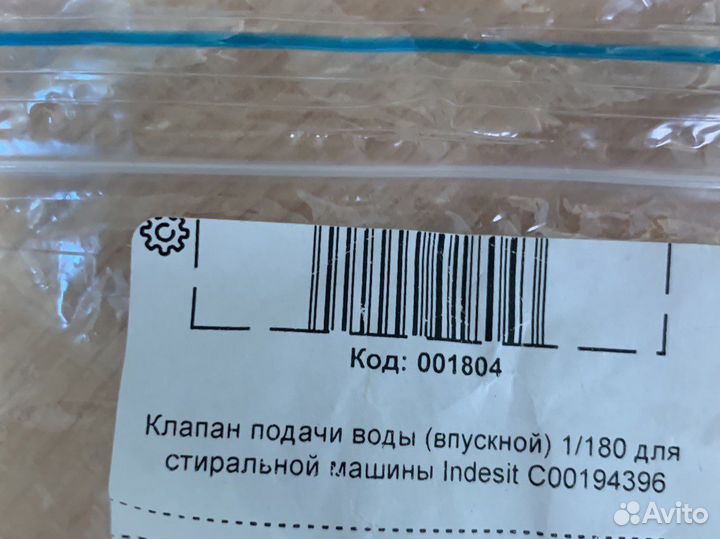 Код: 001804
Клапан подачи воды (впускной) 1/180 для
стиральной машины Indesit C00194396
Avito